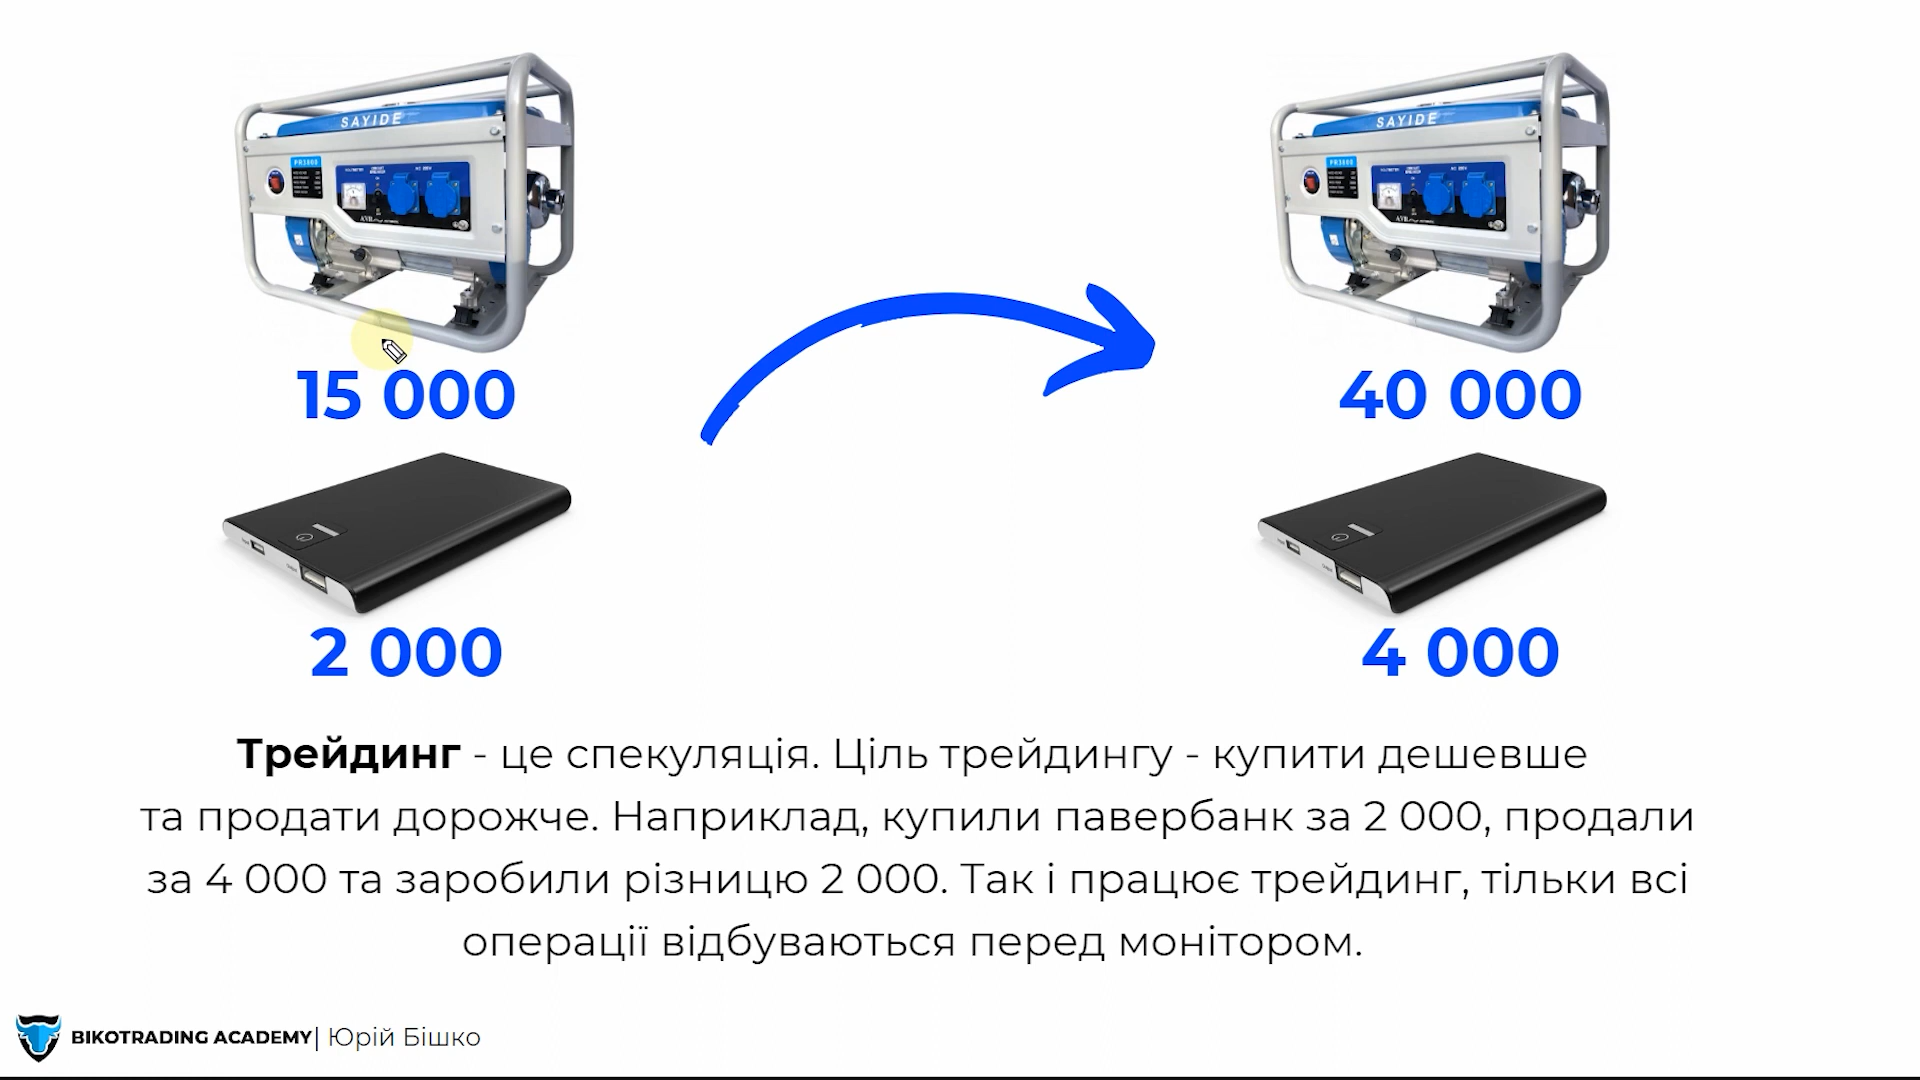 SAYIDE
SAYIDE
PR3000
PR3000
15 000
40 000
2 000
4 000
Трейдинг - це спекуляція. Ціль трейдингу - купити дешевше
та продати дорожче. Наприклад, купили павербанк за 2 000, продали
за 4 000 та заробили різницю 2 000. Так і працює трейдинг, тільки всі
операції відбуваються перед монітором.
BIKOTRADING ACADEMY| Юрій Бішко